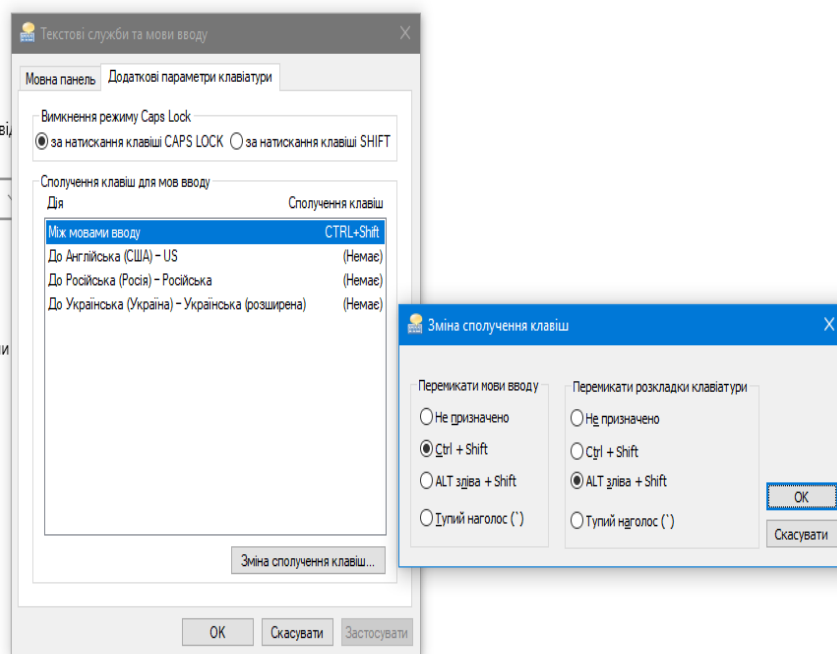 Текстові служби та мови вводу
Мовна панель
Додаткові параметри клавіатури
Вимкнення режиму Caps Lock
за натискання клавіші CAPS LOCK
за натискання клавіші SHIFT
Сполучення клавіш для мов вводу
Дія
Сполучення клавіш
Між мовами вводу
CTRL+Shift
До Англійська (США) – US
(Немає)
До Російська (Росія) – Російська
(Немає)
До Українська (Україна) – Українська (розширена)
(Немає)
Зміна сполучення клавіш...
ОК
Скасувати
Застосувати
Зміна сполучення клавіш
Перемикати мови вводу
Не призначено
Ctrl + Shift
ALT зліва + Shift
Тупий наголос (`)
Перемикати розкладки клавіатури
Не призначено
Ctrl + Shift
ALT зліва + Shift
Тупий наголос (`)
ОК
Скасувати